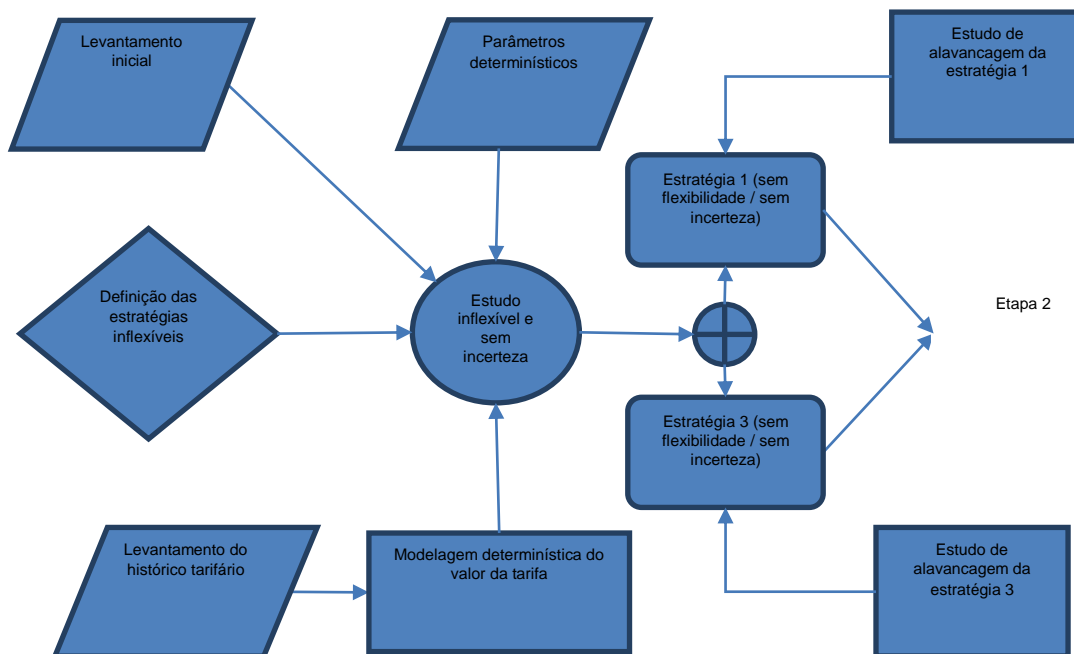 Levantamento
inicial
Parâmetros
determinísticos
Estudo de
alavancagem da
estratégia 1
Estratégia 1 (sem
flexibilidade / sem
incerteza)
Definição das
estratégias
inflexíveis
Estudo
inflexível e
sem
incerteza
Etapa 2
Estratégia 3 (sem
flexibilidade / sem
incerteza)
Levantamento do
histórico tarifário
Modelagem determinística do
valor da tarifa
Estudo de
alavancagem da
estratégia 3